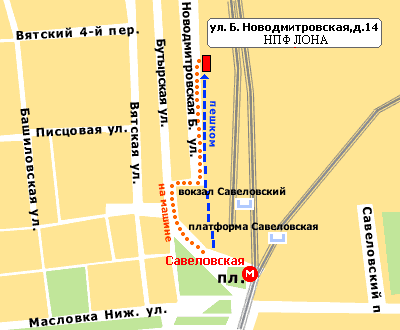 ул. Б. Новодмитровская,д.14
НПФ ЛОНА
Вятский 4-й пер.
Новодмитровская Б. ул.
Бутырская ул.
Вятская ул.
Башиловская ул.
Писцовая ул.
пешком
на машине
вокзал Савеловский
платформа Савеловская
Савеловская
М
пл.
Савеловский п
Масловка Ниж. ул.